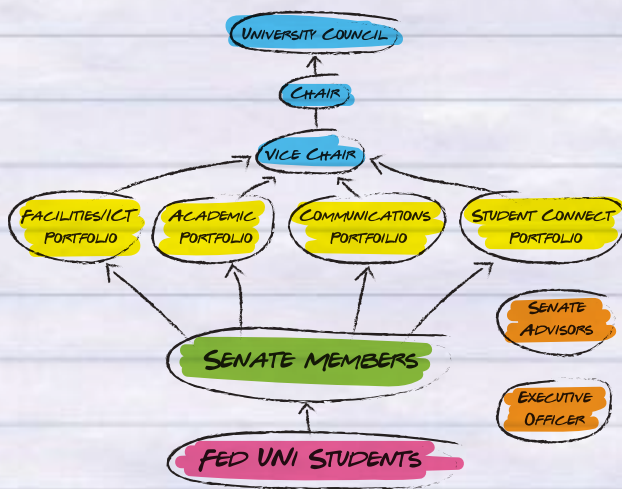 UNIVERSITY COUNCIL
CHAIR
VICE CHAIR
FACILITIES/ICT
PORTFOLIO
ACADEMIC
PORTFOLIO
COMMUNICATIONS
PORTFOILIO
STUDENT CONNECT
PORTFOLIO
SENATE
ADVISORS
SENATE MEMBERS
EXECUTIVE
OFFICER
FED UNI STUDENTS